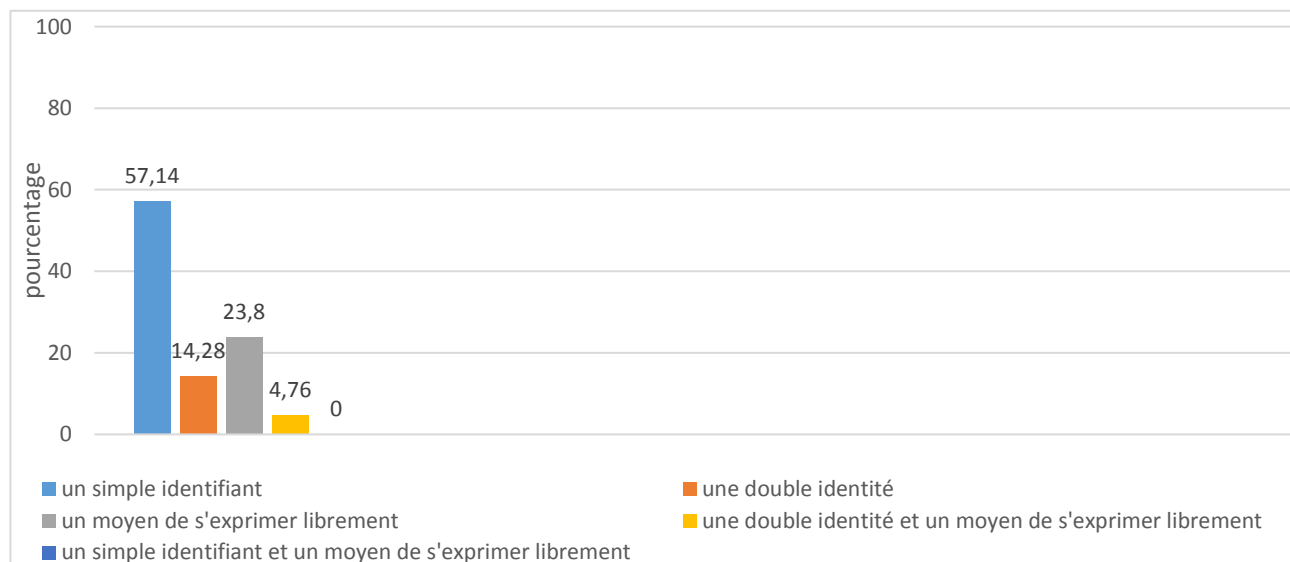 100
80
60
40
20
0
pourcentage
57,14
14,28
23,8
4,76
0
un simple identifiant
une double identité
un moyen de s'exprimer librement
une double identité et un moyen de s'exprimer librement
un simple identifiant et un moyen de s'exprimer librement